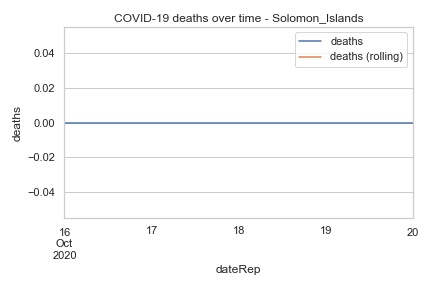 COVID-19 deaths over time - Solomon_Islands
deaths
deaths (rolling)
0.04
0.02
0.00
−0.02
−0.04
deaths
16 17 18 19 20
Oct
2020
dateRep